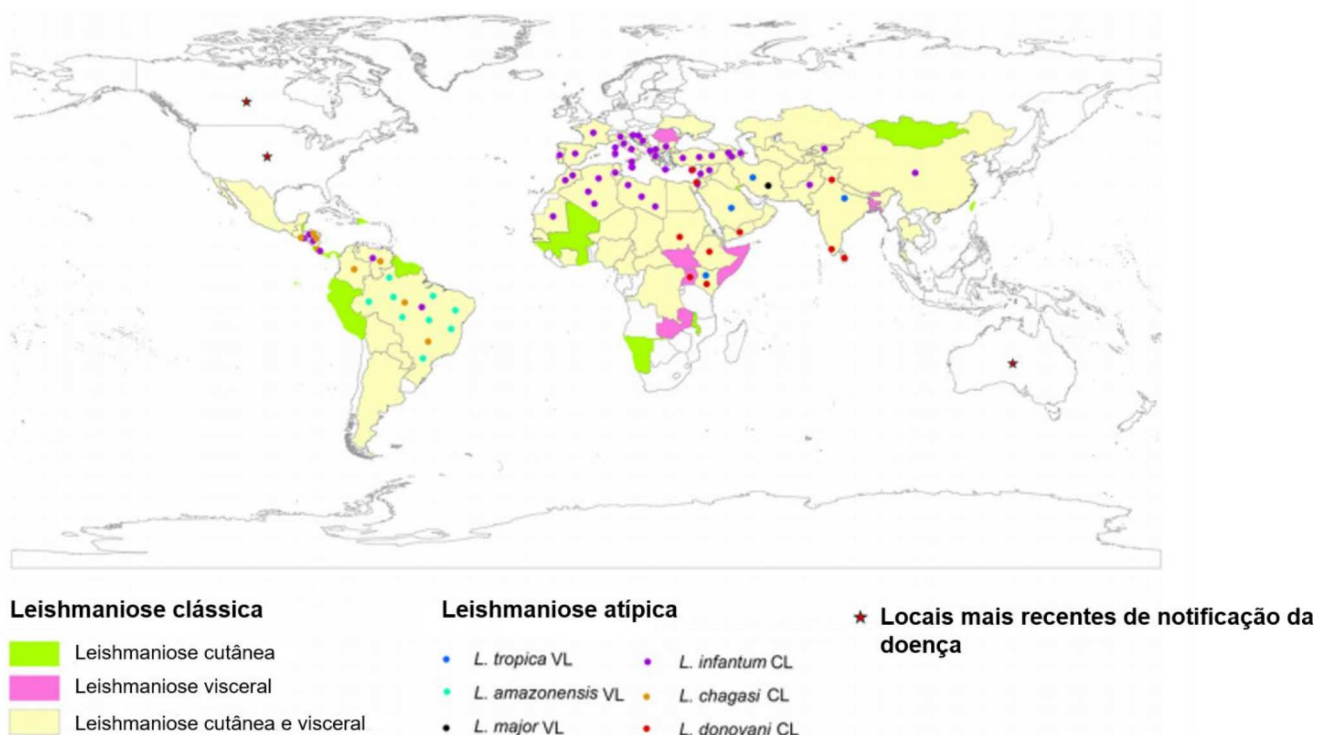 Leishmaniose clássica
Leishmaniose cutânea
Leishmaniose visceral
Leishmaniose cutânea e visceral
Leishmaniose atípica
L. tropica VL
L. amazonensis VL
L. major VL
L. infantum CL
L. chagasi CL
L. donovani CL
Locais mais recentes de notificação da
doença